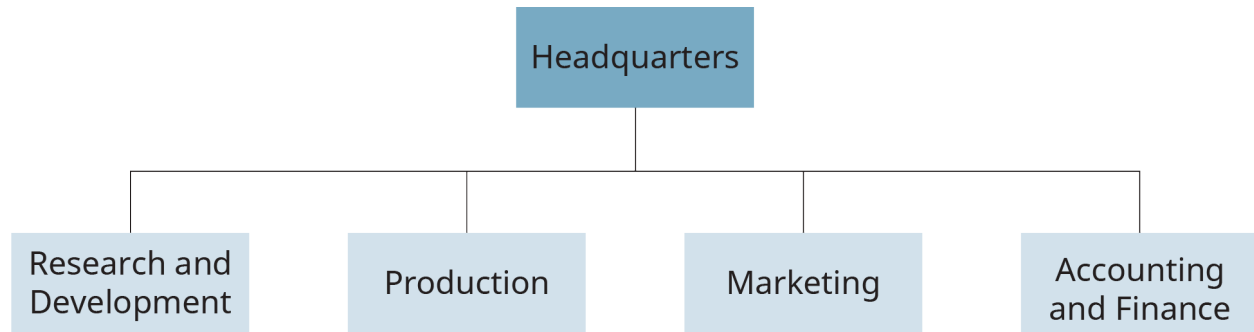 Headquarters
Research and
Development
Production
Marketing
Accounting
and Finance